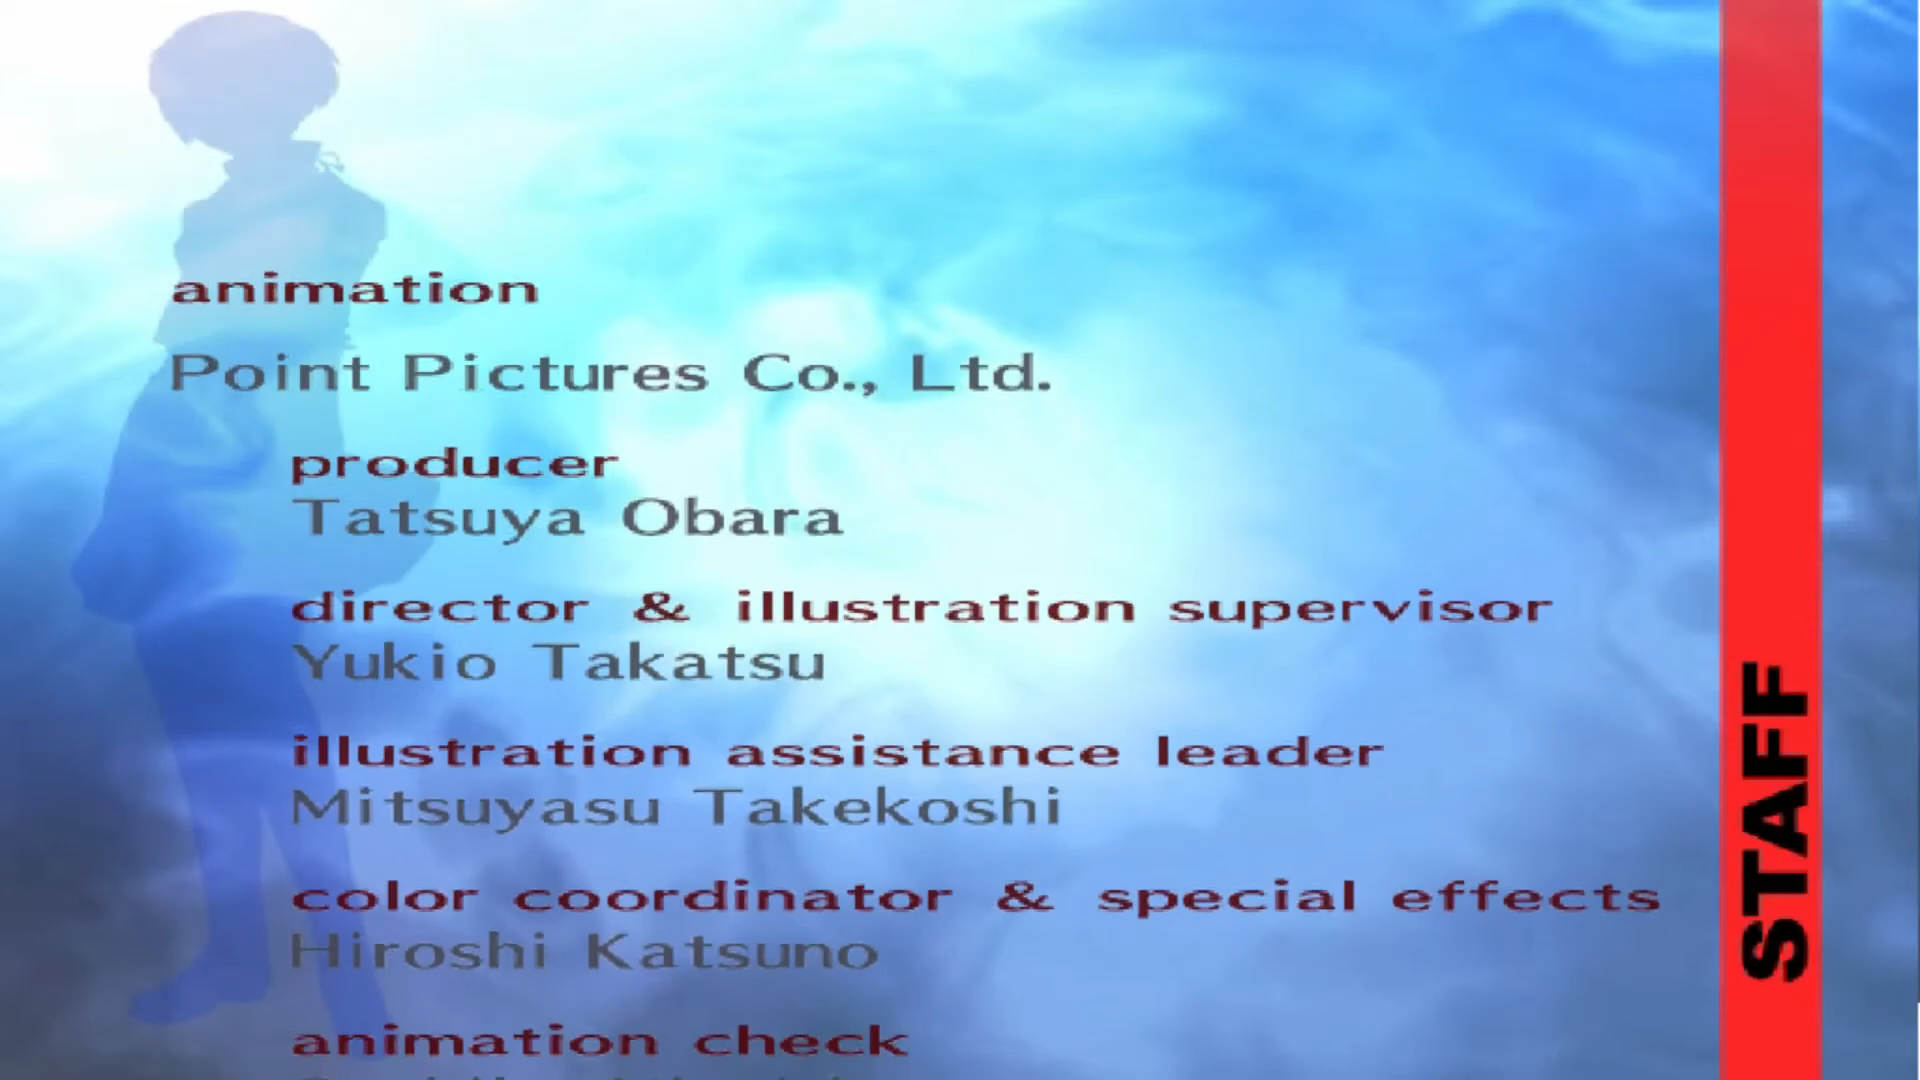 animation
Point Pictures Co., Ltd.
producer
Tatsuya Obara
director & illustration supervisor
Yukio Takatsu
illustration assistance leader
Mitsuyasu Takekoshi
color coordinator & special effects
Hiroshi Katsuno
animation check
STAFF